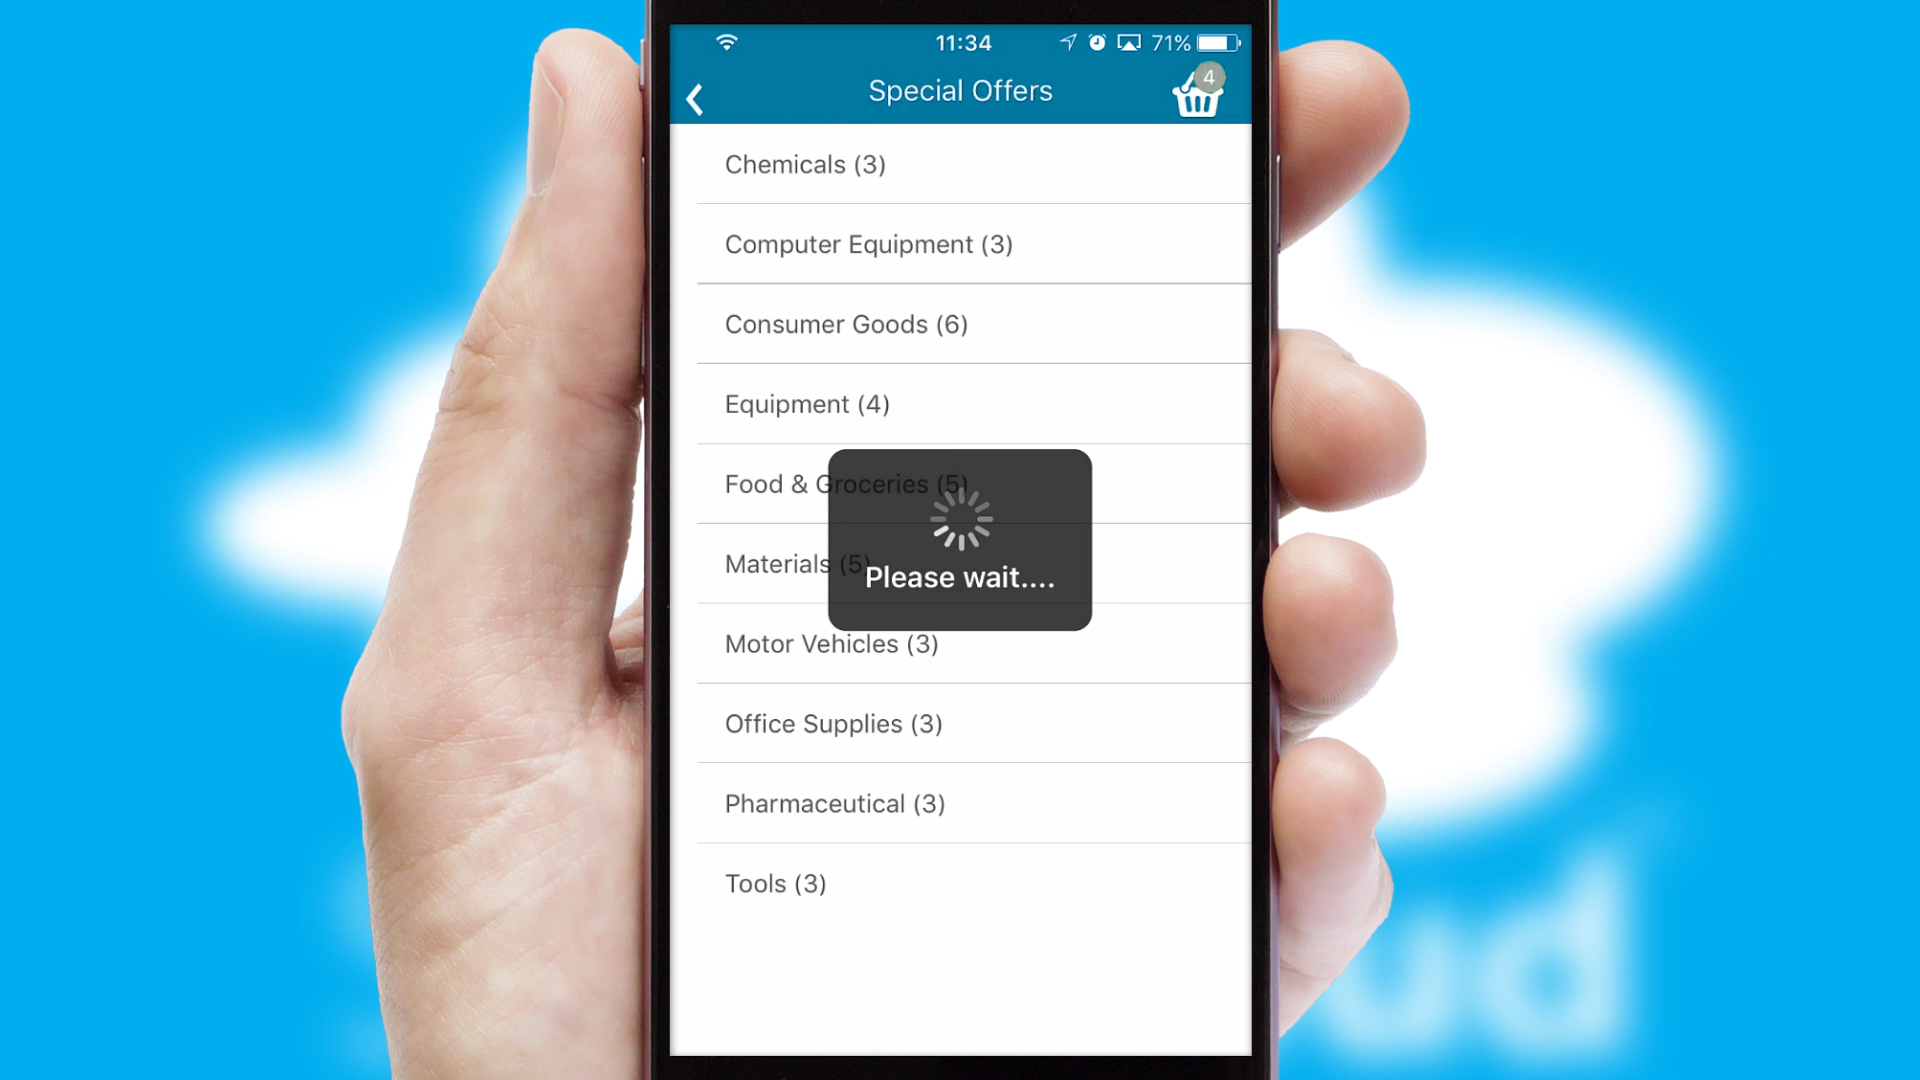 11:34
71%
Special Offers
4
Chemicals (3)
Computer Equipment (3)
Consumer Goods (6)
Equipment (4)
Food & Groceries (5)
Materials (5)
Please wait....
Motor Vehicles (3)
Office Supplies (3)
Pharmaceutical (3)
Tools (3)
ud